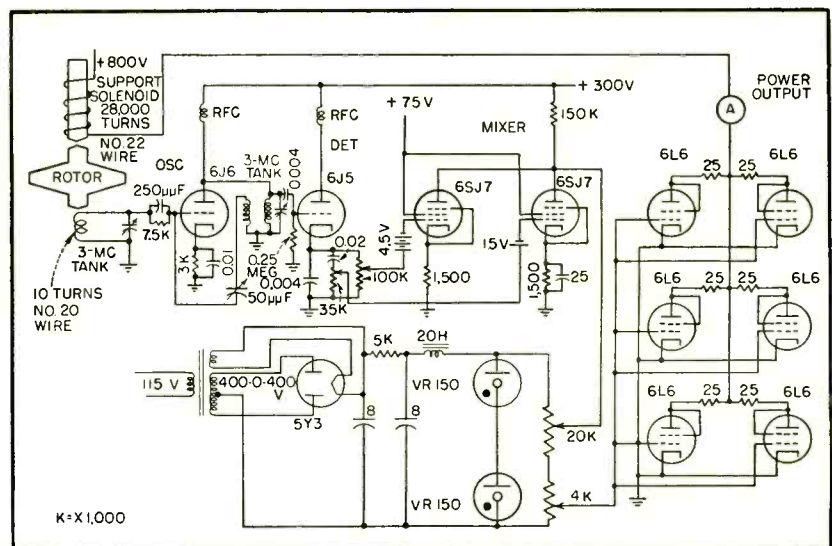 +800V
SUPPORT
SOLENOID
28,000
TURNS
NO.22
WIRE
ROTOR
OSC
250μμF
7.5K
3-MC
TANK
10 TURNS
NO. 20
WIRE
RFC
6J6
3K
0.01
3-MC
TANK
0.004
0.25
MEG
50μμF
RFC
DET
6J5
0.02
0.004
35K
100K
+ 75V
4.5V
6SJ7
1,500
MIXER
15V
+ 300V
150 K
6SJ7
1,500
25
POWER
OUTPUT
A
6L6
25
25
6L6
6L6
25
25
6L6
6L6
25
25
6L6
115 V
400-0-400
V
5Y3
5K
8
8
20H
VR 150
VR 150
20K
4K
K=X1,000